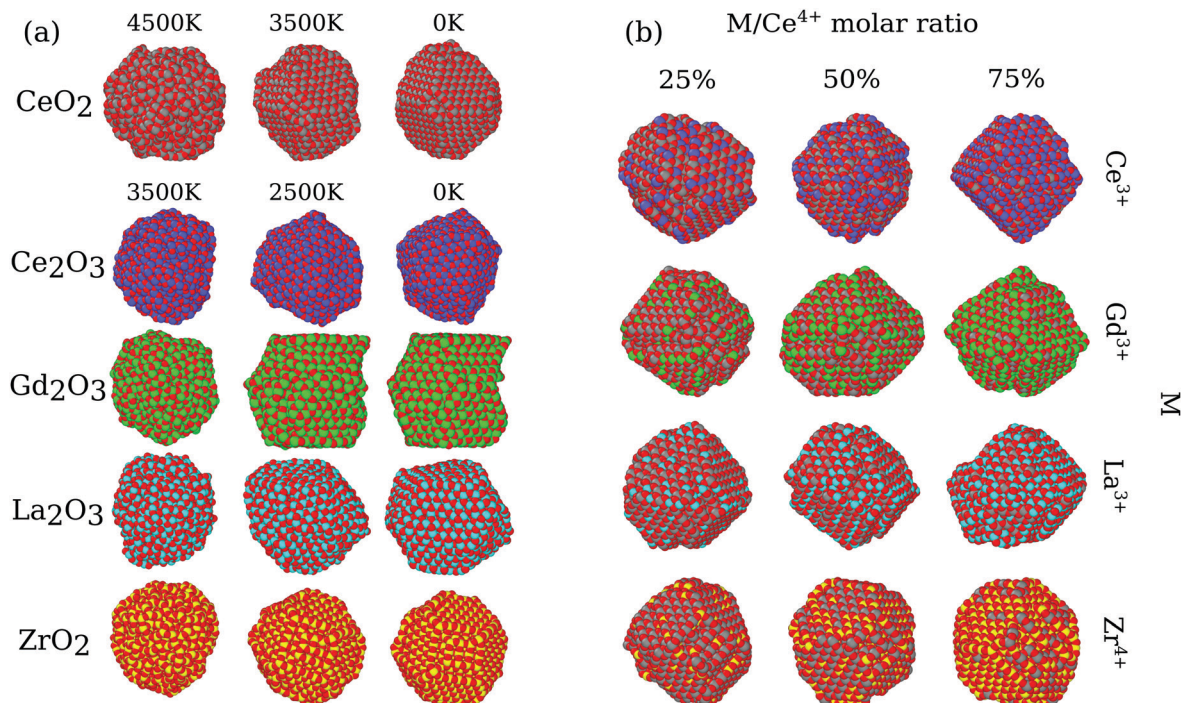 (a)
4500K 3500K 0K
CeO2
3500K 2500K 0K
Ce2O3
Gd2O3
La2O3
ZrO2
(b) M/Ce⁴⁺ molar ratio
25% 50% 75%
Ce³⁺
Gd³⁺
La³⁺
Zr⁴⁺
M